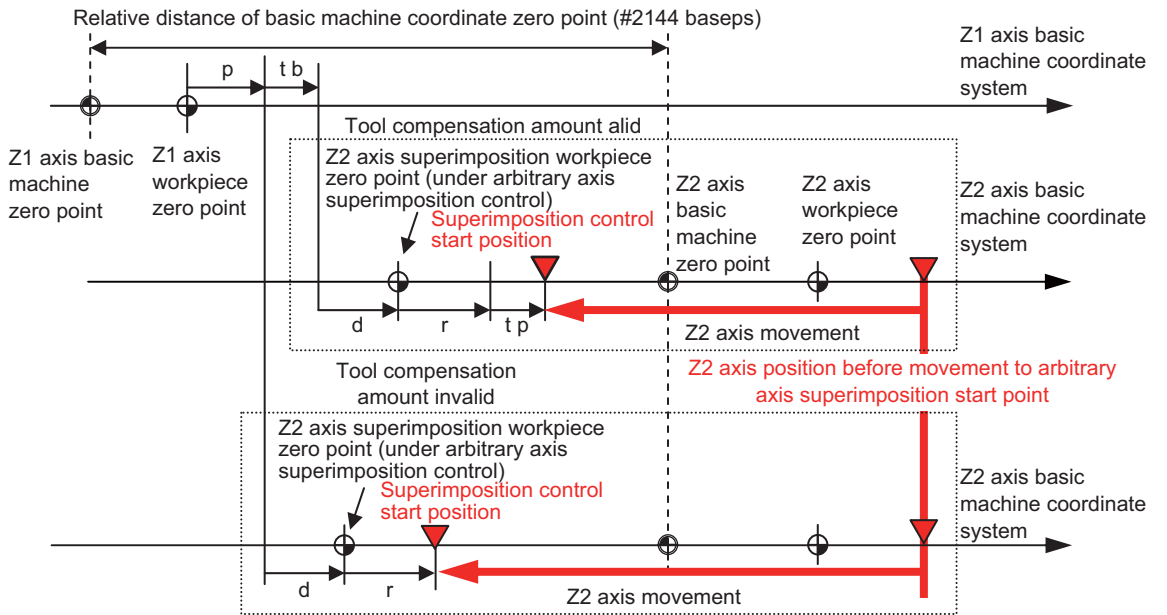 Relative distance of basic machine coordinate zero point (#2144 baseps)
p
t b
Z1 axis basic
machine coordinate
system
Z1 axis basic
machine
zero point
Z1 axis
workpiece
zero point
Tool compensation amount alid
Z2 axis superimposition workpiece
zero point (under arbitrary axis
superimposition control)
Superimposition control
start position
Z2 axis
basic
machine
zero point
Z2 axis
workpiece
zero point
Z2 axis basic
machine coordinate
system
d
r
t p
Z2 axis movement
Z2 axis position before movement to arbitrary
axis superimposition start point
Tool compensation
amount invalid
Z2 axis superimposition workpiece
zero point (under arbitrary axis
superimposition control)
Superimposition control
start position
Z2 axis basic
machine coordinate
system
d
r
Z2 axis movement